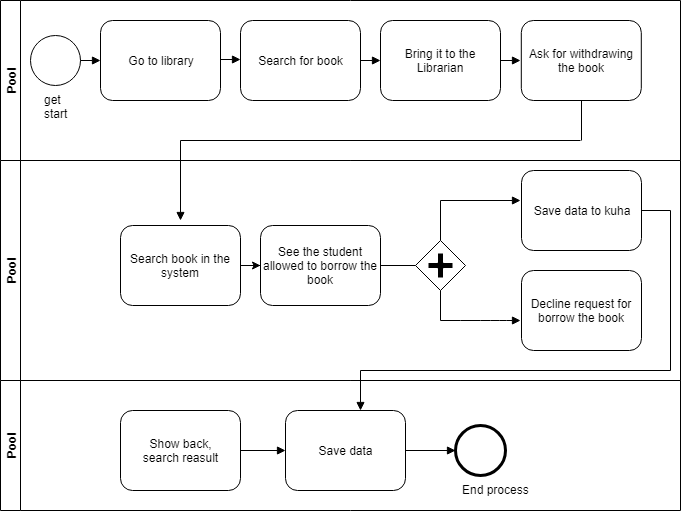 Pool
get
start
Go to library
Search for book
Bring it to the
Librarian
Ask for withdrawing
the book
Pool
Search book in the
system
See the student
allowed to borrow the
book
Save data to kuha
Decline request for
borrow the book
Pool
Show back,
search reasult
Save data
End process